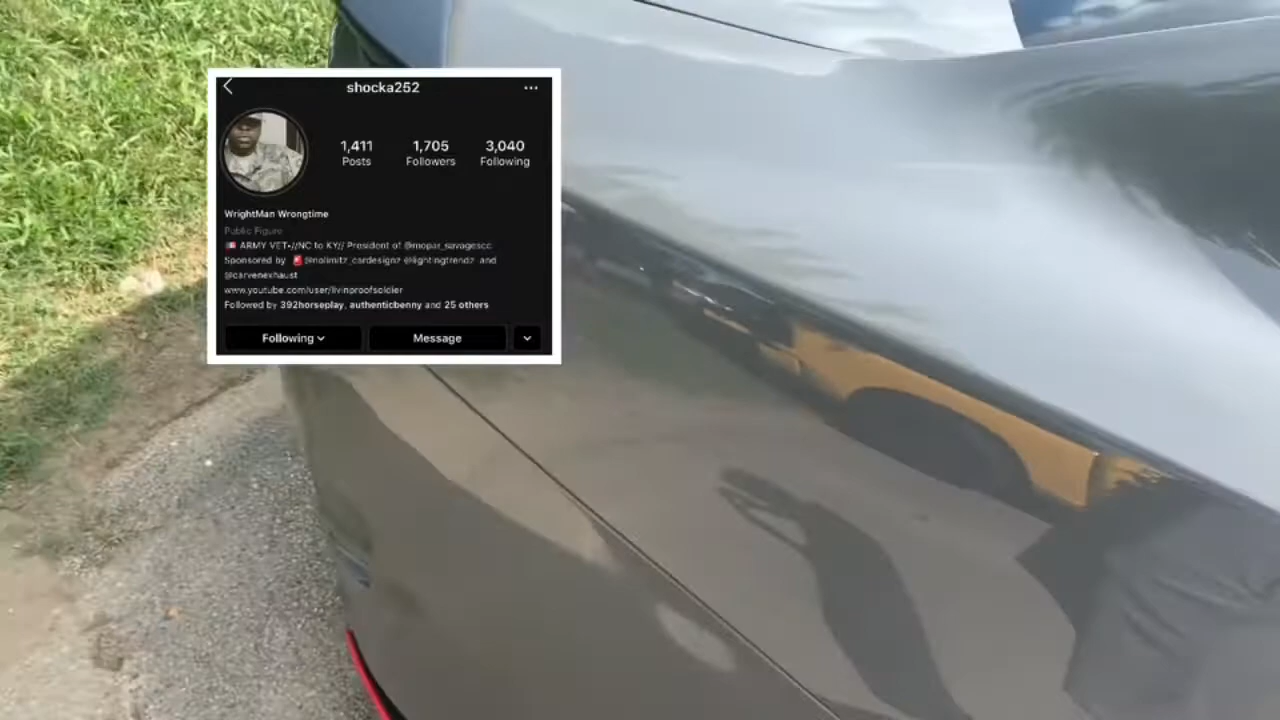 shocka252
1,411
1,705
3,040
Posts
Followers
Following
WrightMan Wrongtime
Public Figure
ARMY VET•//NC to KY// President of @mopar_savagescc
Sponsored by 🚨@nolimitz_cardesignz @lightingtrendz and
@carvenexhaust
www.youtube.com/user/livinproofsoldier
Followed by 392horseplay, authenticbenny and 25 others
Following
Message